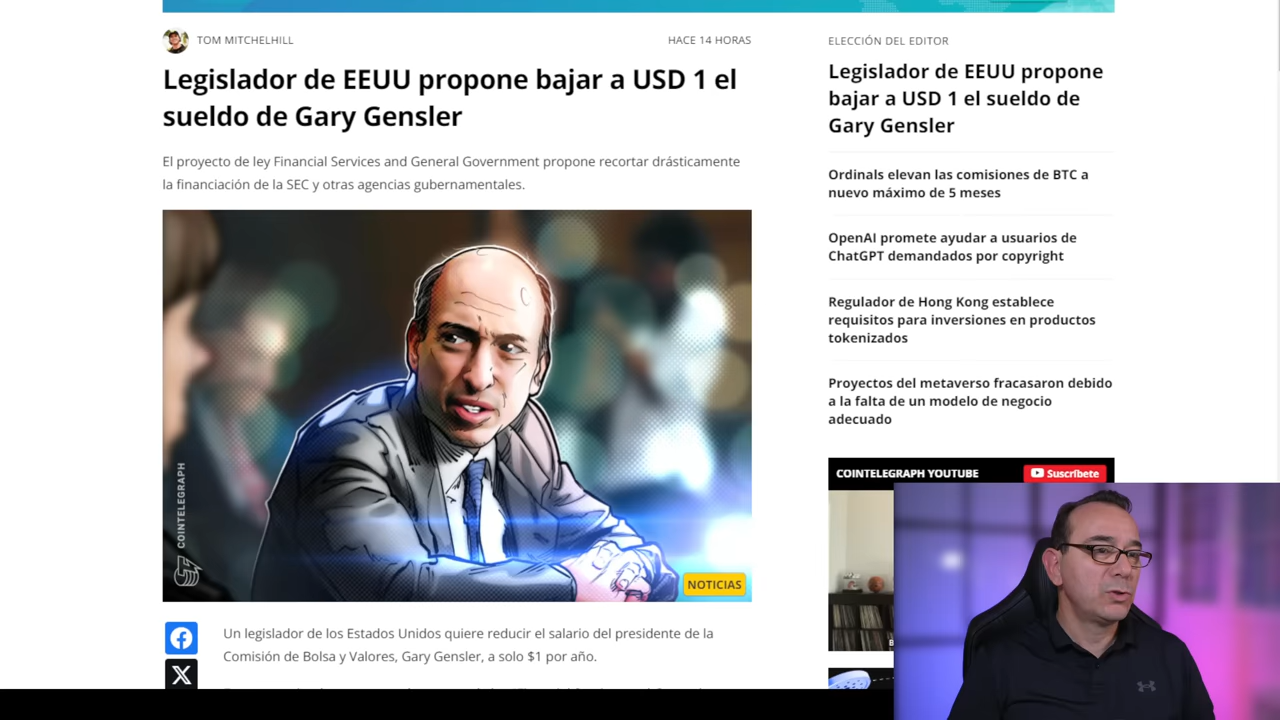 TOM MITCHELHILL
HACE 14 HORAS
Legislador de EEUU propone bajar a USD 1 el
sueldo de Gary Gensler
El proyecto de ley Financial Services and General Government propone recortar drásticamente
la financiación de la SEC y otras agencias gubernamentales.
COINTELEGRAPH
NOTICIAS
Un legislador de los Estados Unidos quiere reducir el salario del presidente de la
Comisión de Bolsa y Valores, Gary Gensler, a solo $1 por año.
ELECCIÓN DEL EDITOR
Legislador de EEUU propone
bajar a USD 1 el sueldo de
Gary Gensler
Ordinals elevan las comisiones de BTC a
nuevo máximo de 5 meses
OpenAI promete ayudar a usuarios de
ChatGPT demandados por copyright
Regulador de Hong Kong establece
requisitos para inversiones en productos
tokenizados
Proyectos del metaverso fracasaron debido
a la falta de un modelo de negocio
adecuado
COINTELEGRAPH YOUTUBE
Suscríbete